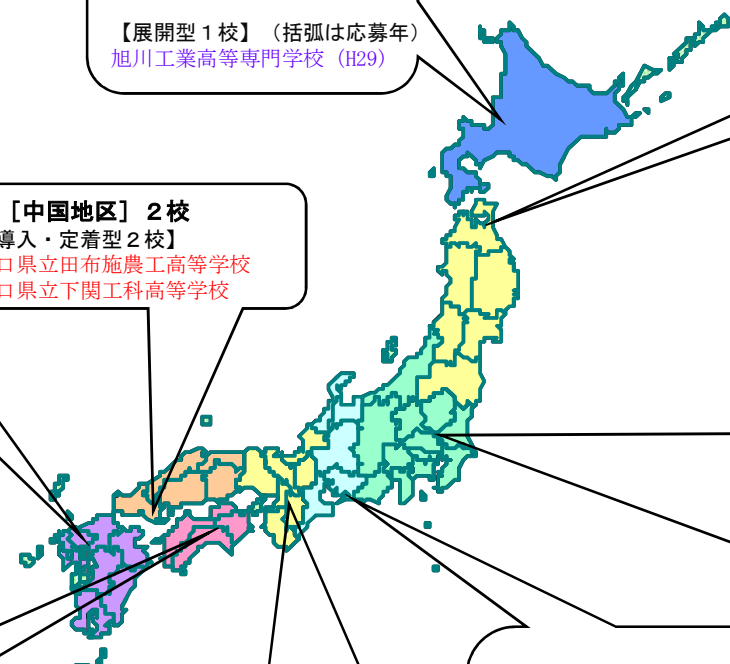 【展開型１校】（括弧は応募年）
旭川工業高等専門学校（H29）
［中国地区］２校
導入・定着型２校】
口県立田布施農工高等学校
口県立下関工科高等学校